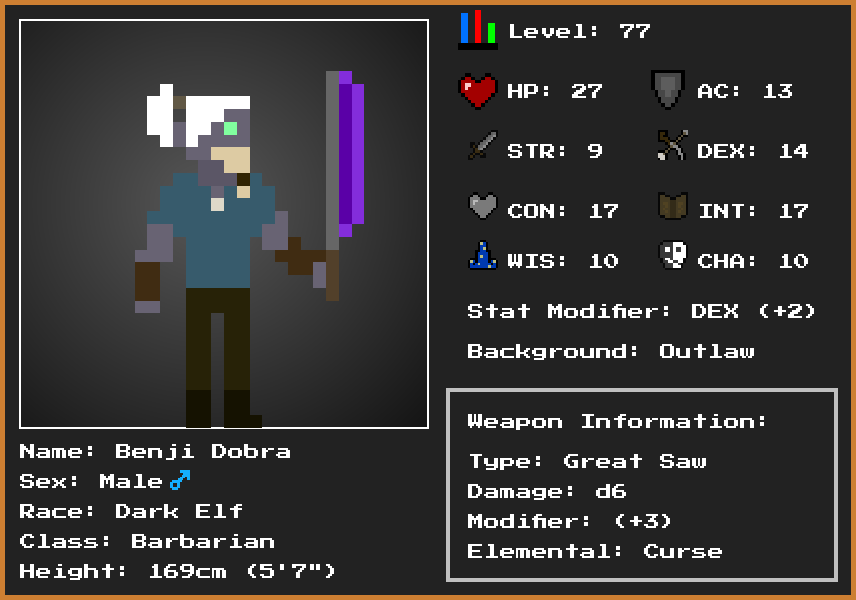 Level: 77
HP: 27
AC: 13
STR: 9
DEX: 14
CON: 17
INT: 17
WIS: 10
CHA: 10
Stat Modifier: DEX (+2)
Background: Outlaw
Weapon Information:
Type: Great Saw
Damage: d6
Modifier: (+3)
Elemental: Curse
Name: Benji Dobra
Sex: Male♂
Race: Dark Elf
Class: Barbarian
Height: 169cm (5'7")